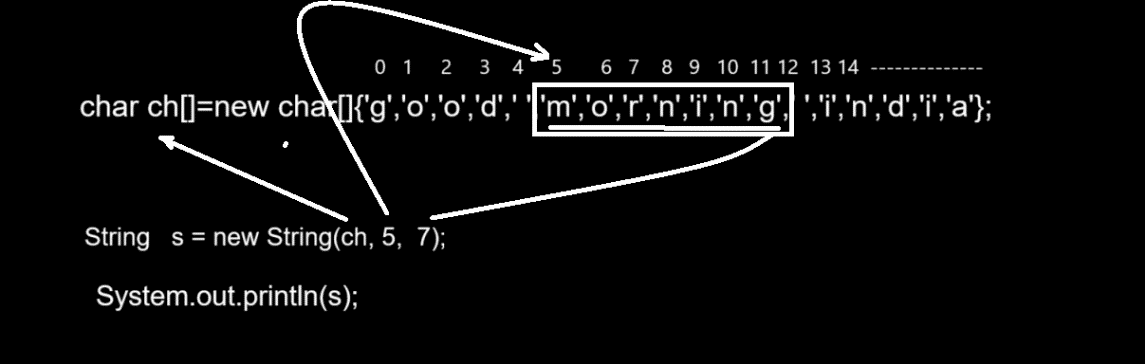 0 1 2 3 4 5 6 7 8 9 10 11 12 13 14 --------------
char ch[]=new char[]{'g','o','o','d',' ','m','o','r','n','i','n','g',' ','i','n','d','i','a'};
String s = new String(ch, 5, 7);
System.out.println(s);